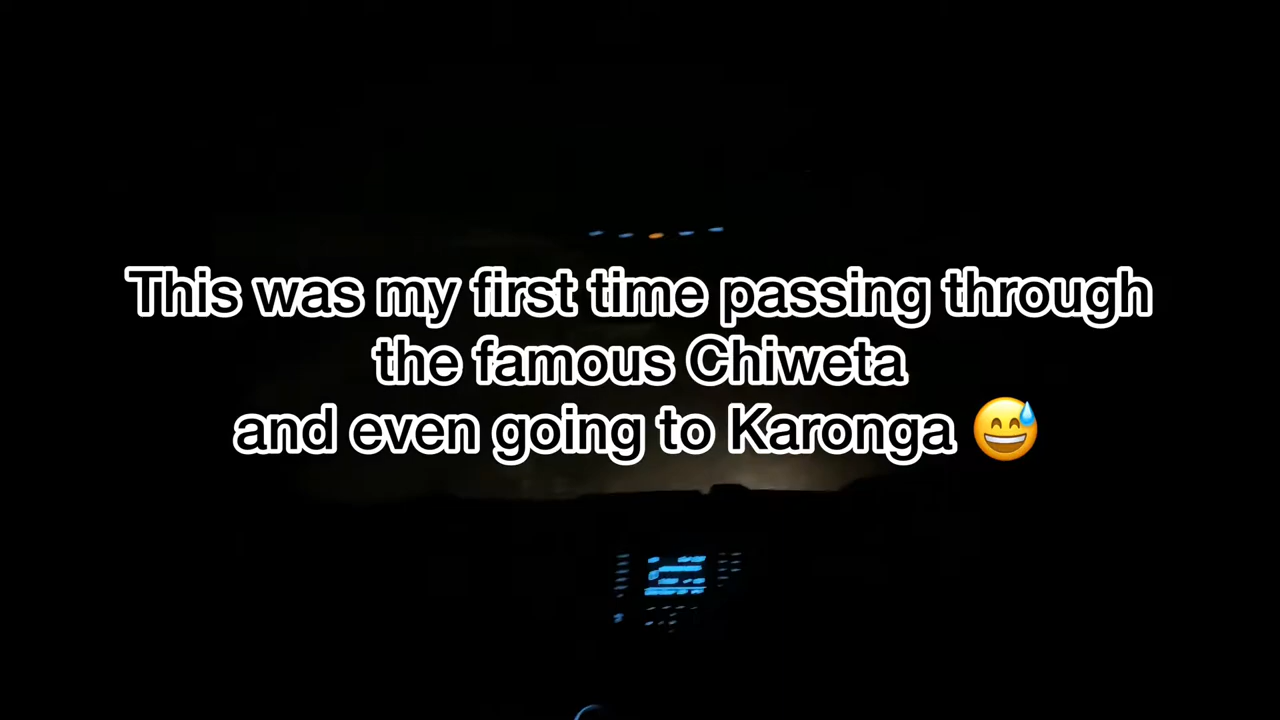 This was my first time passing through
the famous Chiweta
and even going to Karonga 😅